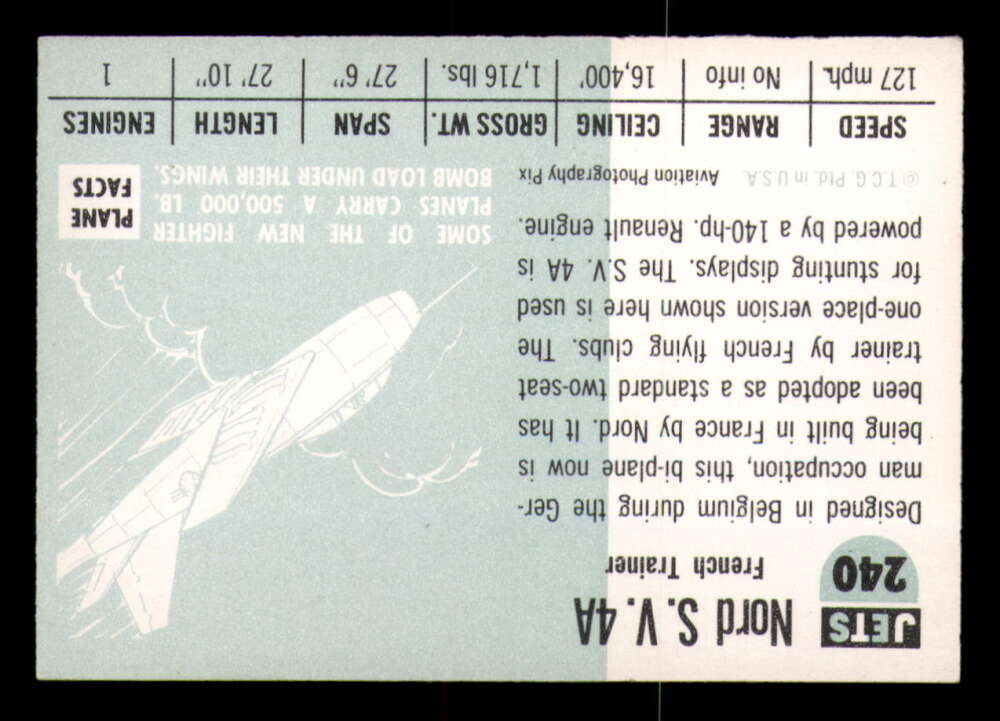 JETS
240
Nord S.V. 4A
French Trainer
Designed in Belgium during the Ger-
man occupation, this bi-plane now is
being built in France by Nord. It has
been adopted as a standard two-seat
trainer by French flying clubs. The
one-place version shown here is used
for stunting displays. The S.V. 4A is
powered by a 140-hp. Renault engine.
© T.C.G. Ptd. in U.S.A. Aviation Photography Pix
PLANE
FACTS
SOME OF THE NEW FIGHTER
PLANES CARRY A 500,000 LB.
BOMB LOAD UNDER THEIR WINGS.
SPEED RANGE CEILING GROSS WT. SPAN LENGTH ENGINES
127 mph. No info 16,400' 1,716 lbs. 27' 6" 27' 10" 1